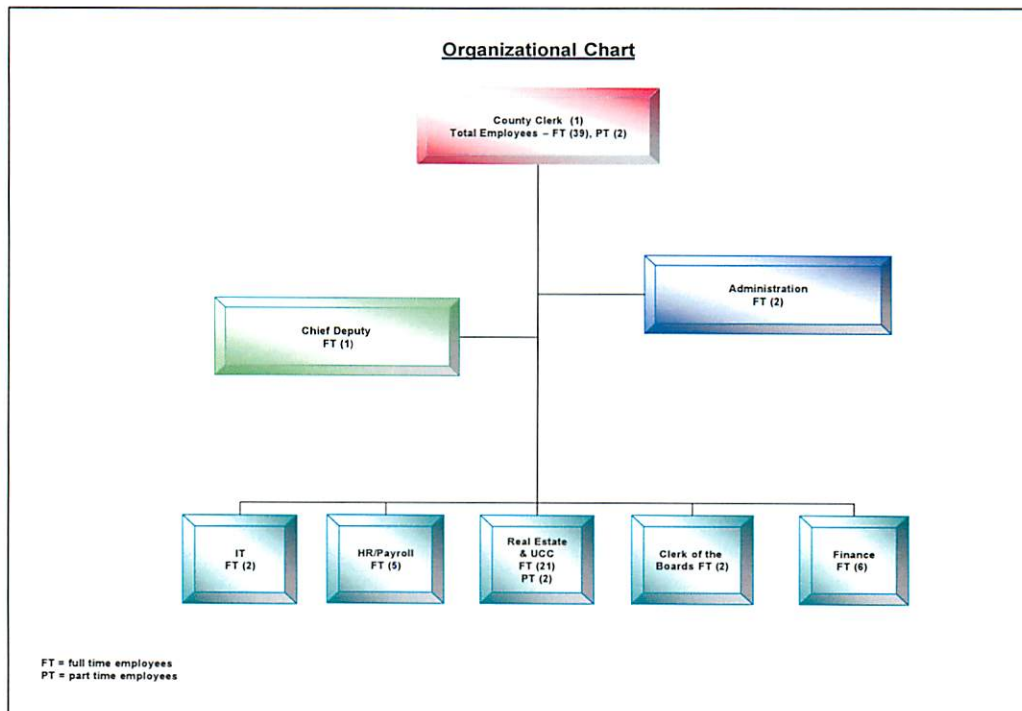 Organizational Chart
County Clerk (1)
Total Employees – FT (39), PT (2)
Administration
FT (2)
Chief Deputy
FT (1)
IT
FT (2)
HR/Payroll
FT (5)
Real Estate
& UCC
FT (21)
PT (2)
Clerk of the
Boards FT (2)
Finance
FT (6)
FT = full time employees
PT = part time employees